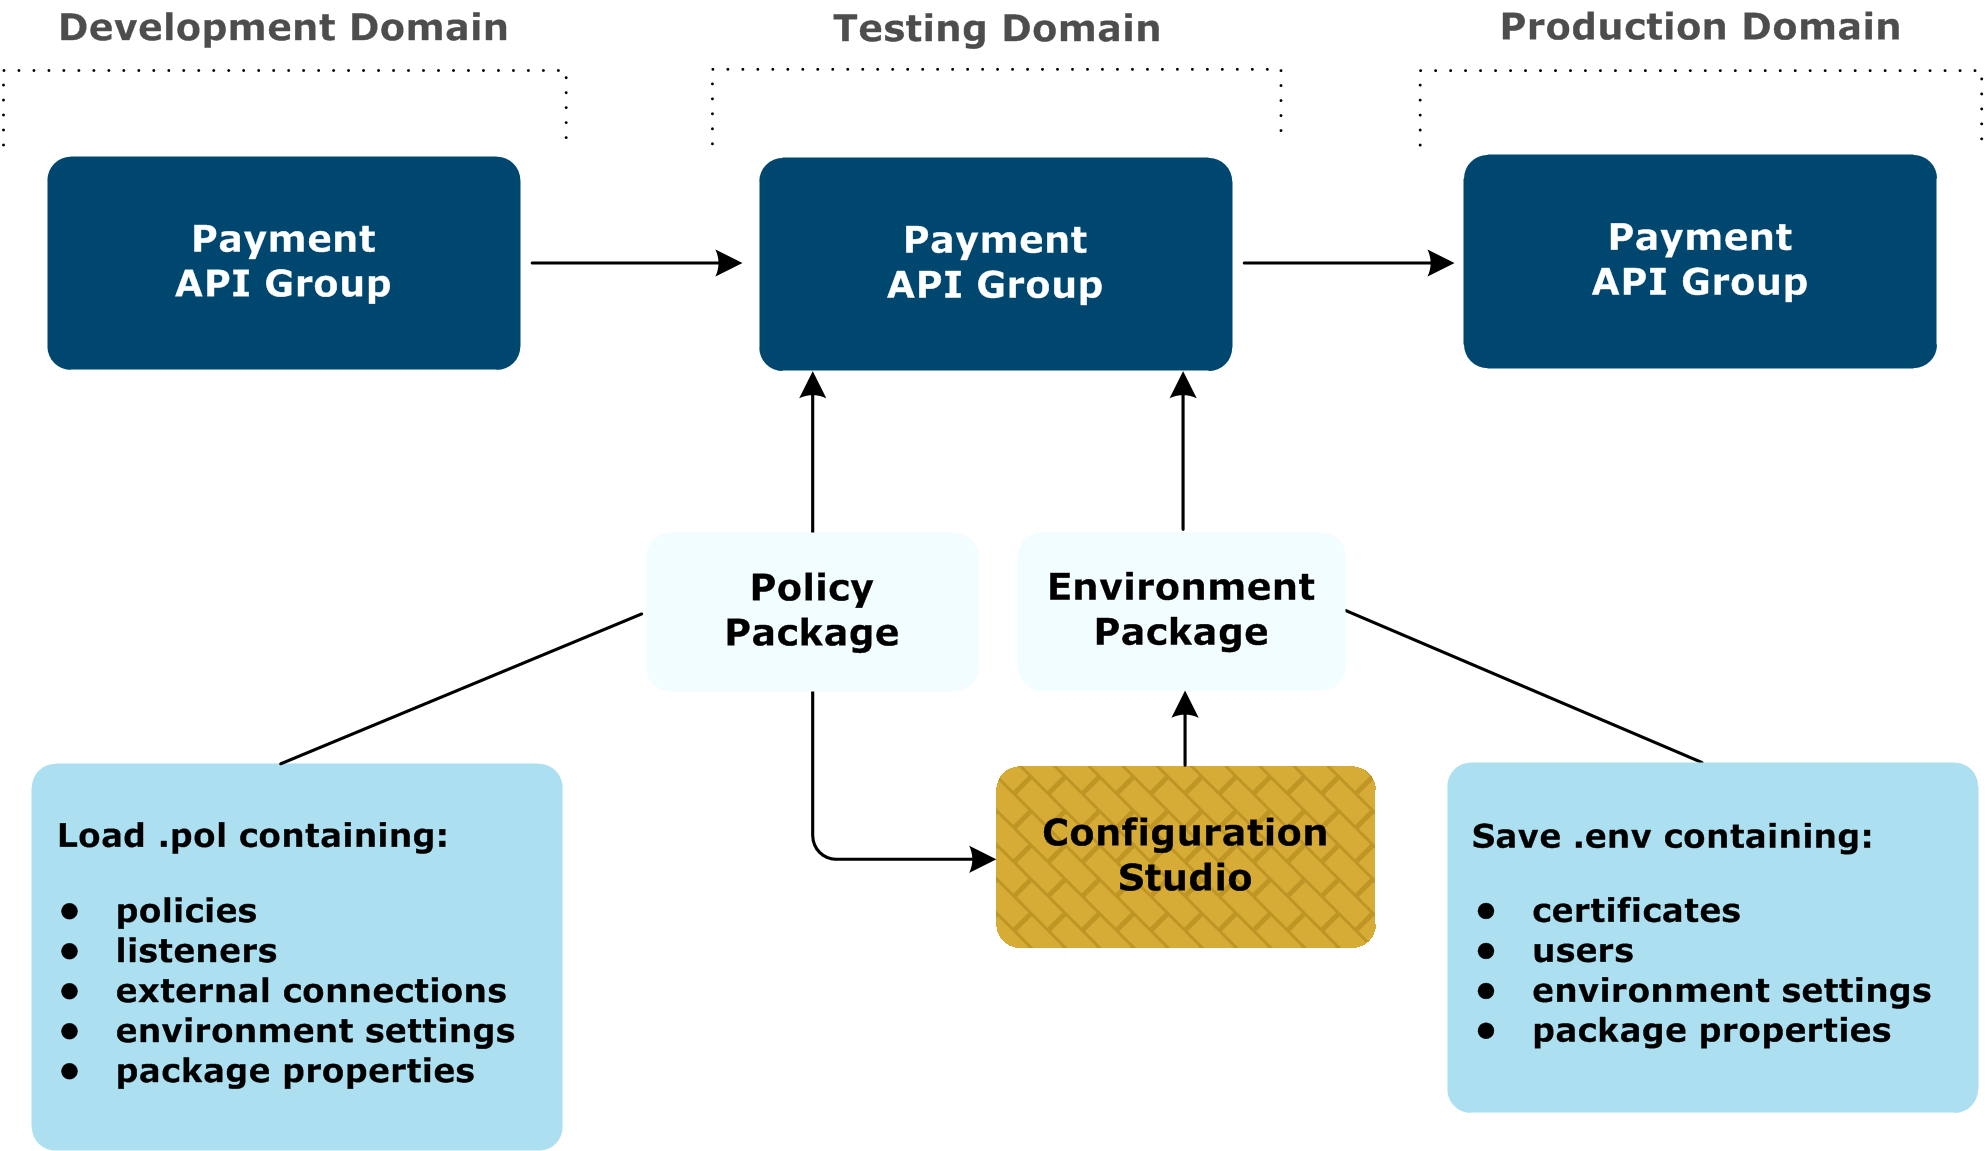 Development Domain
Testing Domain
Production Domain
Payment
API Group
Payment
API Group
Payment
API Group
Policy
Package
Environment
Package
Load .pol containing:
● policies
● listeners
● external connections
● environment settings
● package properties
Configuration
Studio
Save .env containing:
● certificates
● users
● environment settings
● package properties